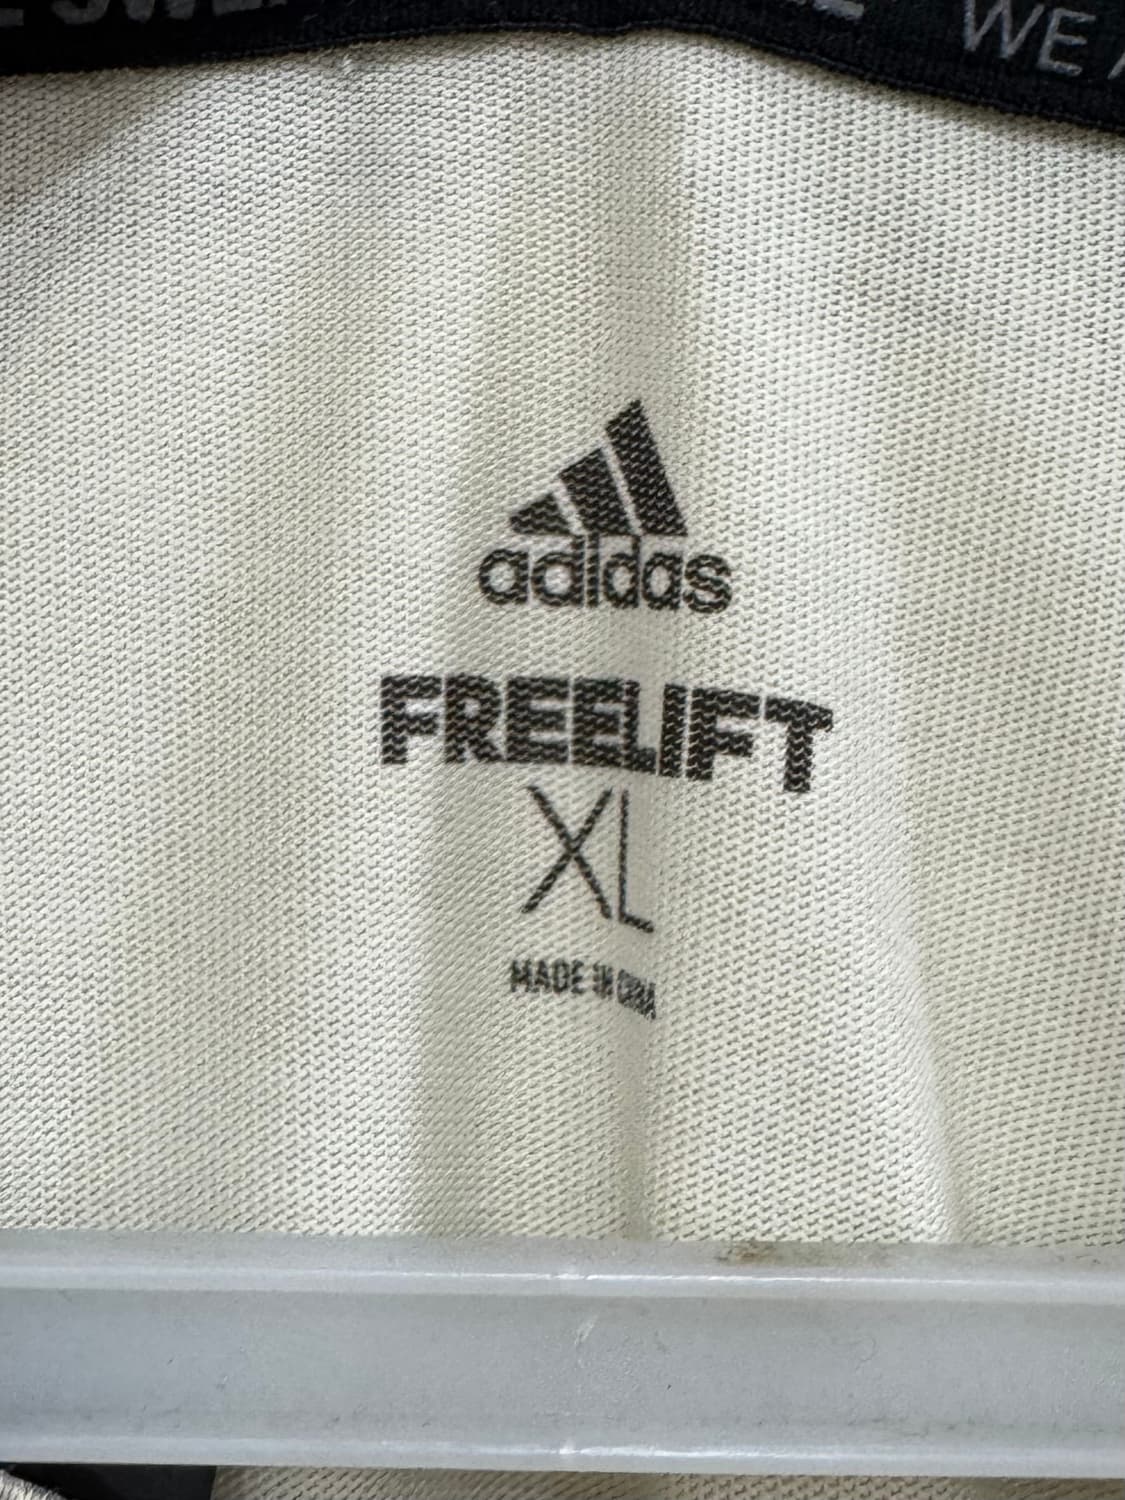 WE
adidas
FREELIFT
XL
MADE IN CHINA